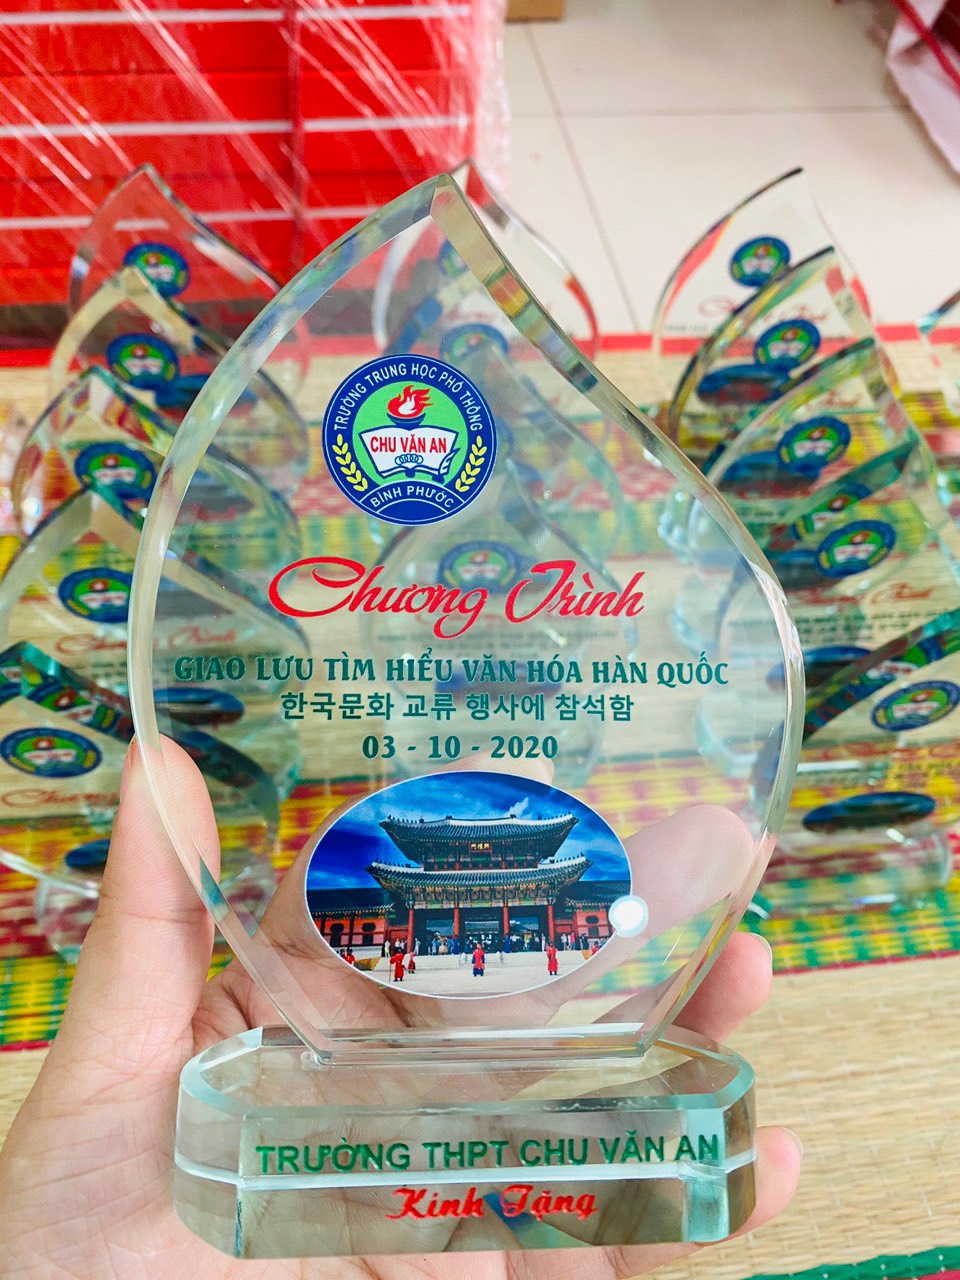 TRƯỜNG TRUNG HỌC PHỔ THÔNG
CHU VĂN AN
BÌNH PHƯỚC
Chương Trình
GIAO LƯU TÌM HIỂU VĂN HÓA HÀN QUỐC
한국문화 교류 행사에 참석함
03 - 10 - 2020
TRƯỜNG THPT CHU VĂN AN
Kính Tặng